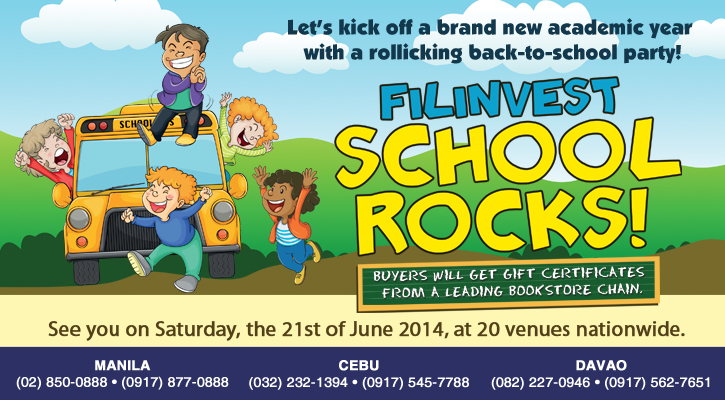 Let's kick off a brand new academic year
with a rollicking back-to-school party!
FILINVEST
SCHOOL
ROCKS!
BUYERS WILL GET GIFT CERTIFICATES
FROM A LEADING BOOKSTORE CHAIN.
See you on Saturday, the 21st of June 2014, at 20 venues nationwide.
MANILA
(02) 850-0888 • (0917) 877-0888
CEBU
(032) 232-1394 • (0917) 545-7788
DAVAO
(082) 227-0946 • (0917) 562-7651